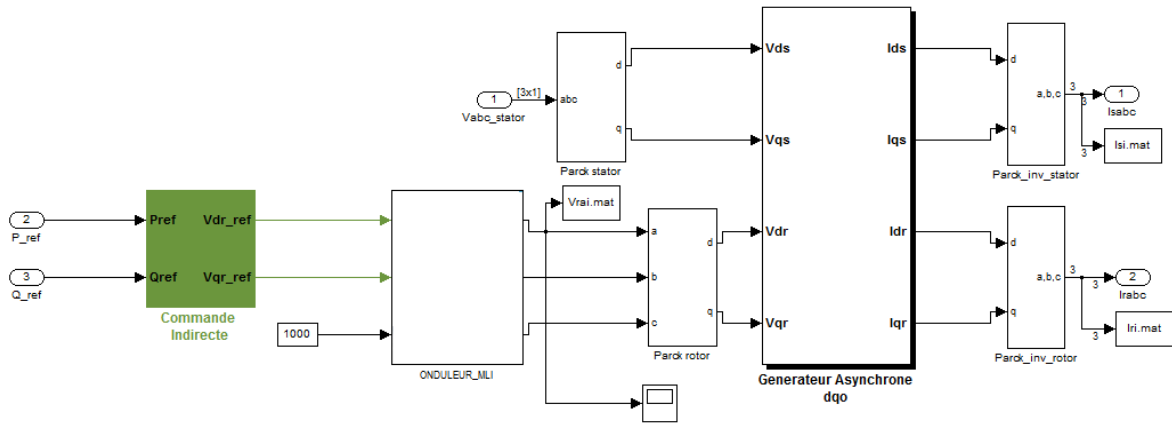 2
P_ref
3
Q_ref
Pref
Vdr_ref
Qref
Vqr_ref
Commande
Indirecte
1000
ONDULEUR_MLI
1
[3x1]
Vabc_stator
abc
d
q
Parck stator
Vrai.mat
a
b
c
d
q
Parck rotor
Vds
Ids
Vqs
Iqs
Vdr
Idr
Vqr
Iqr
Generateur Asynchrone
dqo
d
q
a,b,c
Parck_inv_stator
3
3
1
Isabc
3
Isi.mat
d
q
a,b,c
Parck_inv_rotor
3
3
2
Irabc
3
Iri.mat